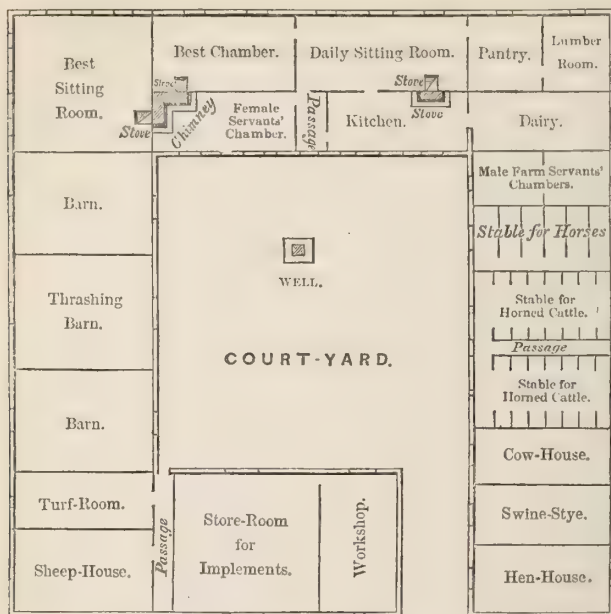 Best
Sitting
Room.
Best Chamber.
Daily Sitting Room.
Pantry.
Lumber
Room.
Stove
Stove
Chimney
Female
Servants'
Chamber.
Passage
Kitchen.
Stove
Stove
Dairy.
Barn.
Male Farm Servants'
Chambers.
Stable for Horses
WELL.
Thrashing
Barn.
Stable for
Horned Cattle.
Passage
COURT-YARD.
Stable for
Horned Cattle.
Barn.
Cow-House.
Turf-Room.
Passage
Store-Room
for
Implements.
Workshop.
Swine-Stye.
Sheep-House.
Hen-House.